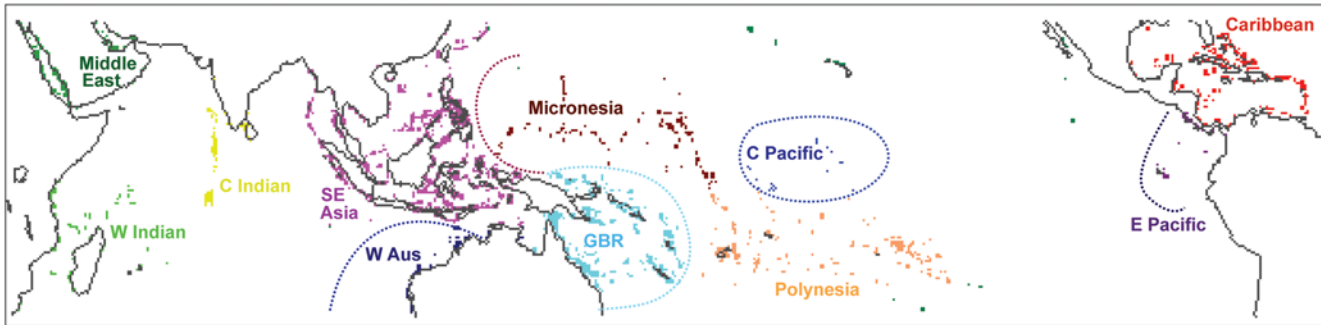 Middle
East
Caribbean
Micronesia
C Pacific
C Indian
SE
Asia
W Indian
W Aus
GBR
E Pacific
Polynesia